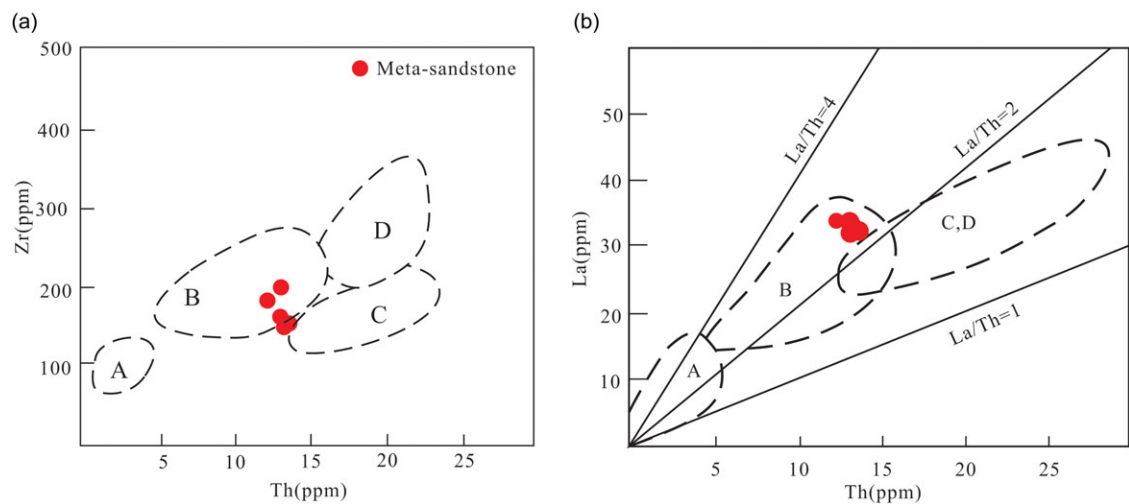 (a)
500
400
300
200
100
Zr(ppm)
Meta-sandstone
A
B
C
D
5
10
15
20
25
Th(ppm)
(b)
50
40
30
20
10
La(ppm)
La/Th=4
La/Th=2
La/Th=1
A
B
C,D
5
10
15
20
25
Th(ppm)